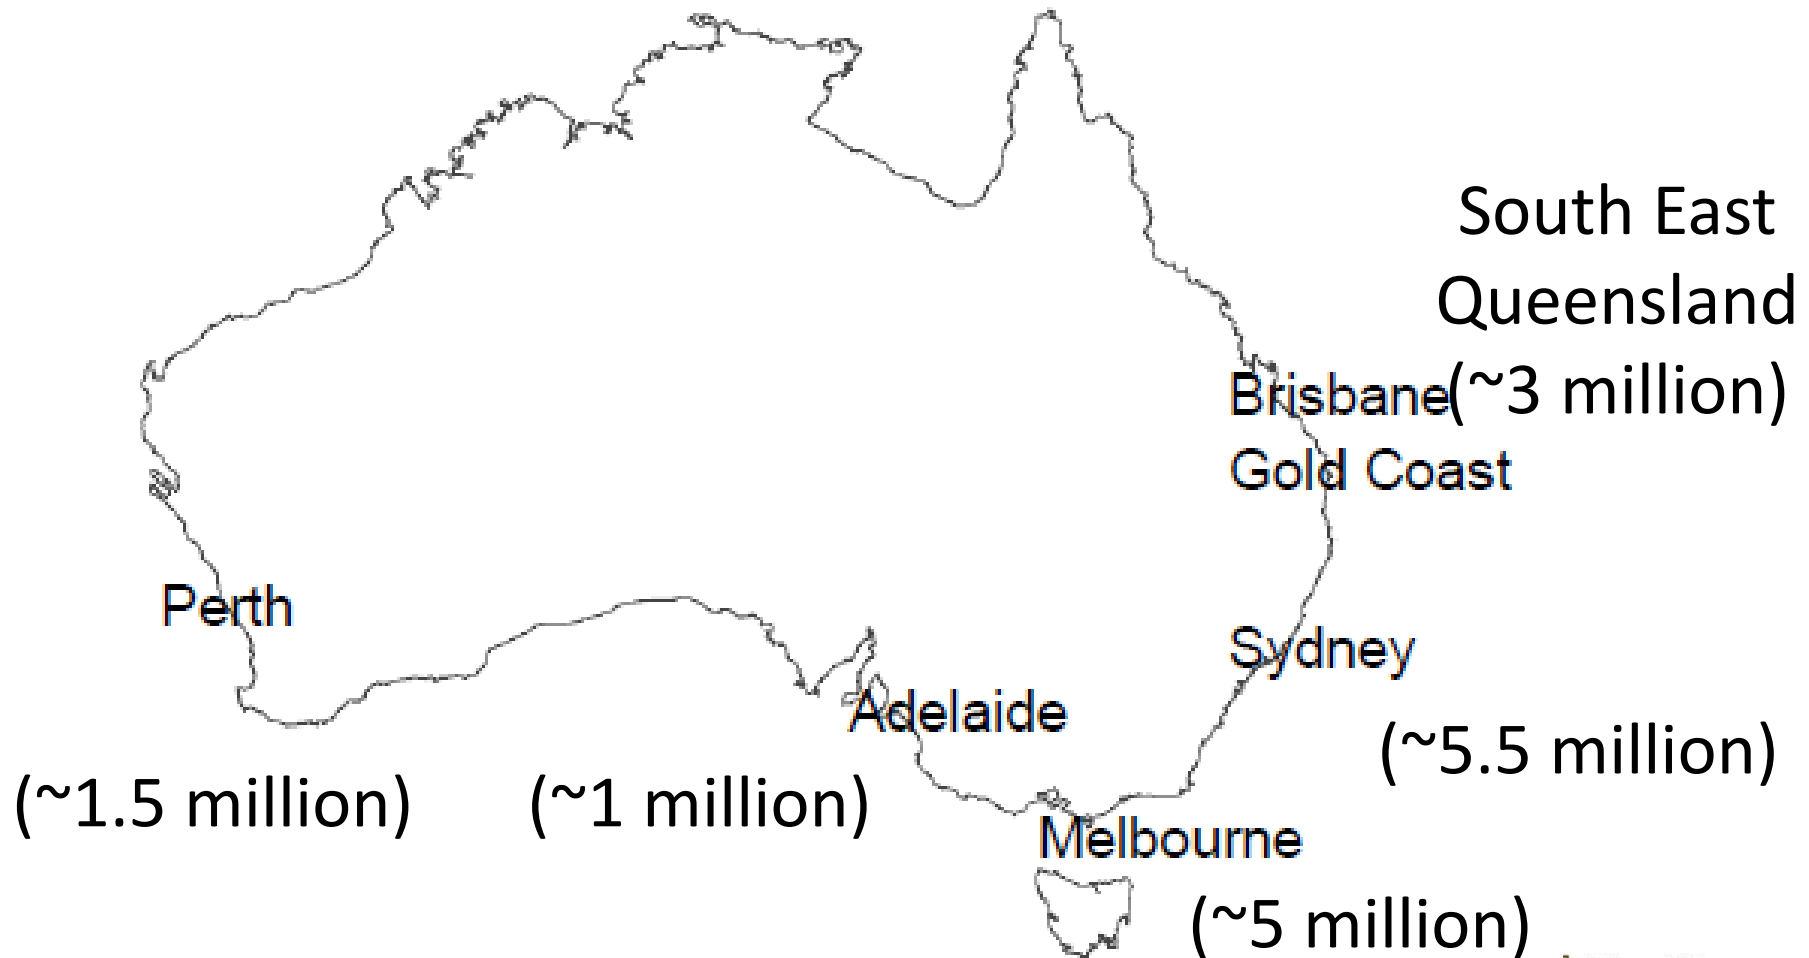 South East
Queensland
Brisbane(~3 million)
Gold Coast
Perth
Sydney
Adelaide
(~5.5 million)
(~1.5 million)
(~1 million)
Melbourne
(~5 million)